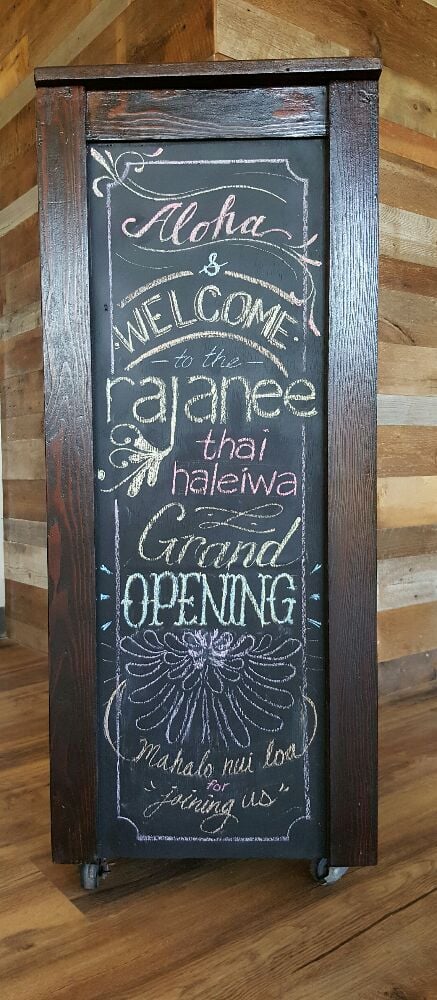 Aloha
&
WELCOME
- to the -
rajanee
thai
haleiwa
Grand
OPENING
Mahalo nui loa
for
~ joining us ~